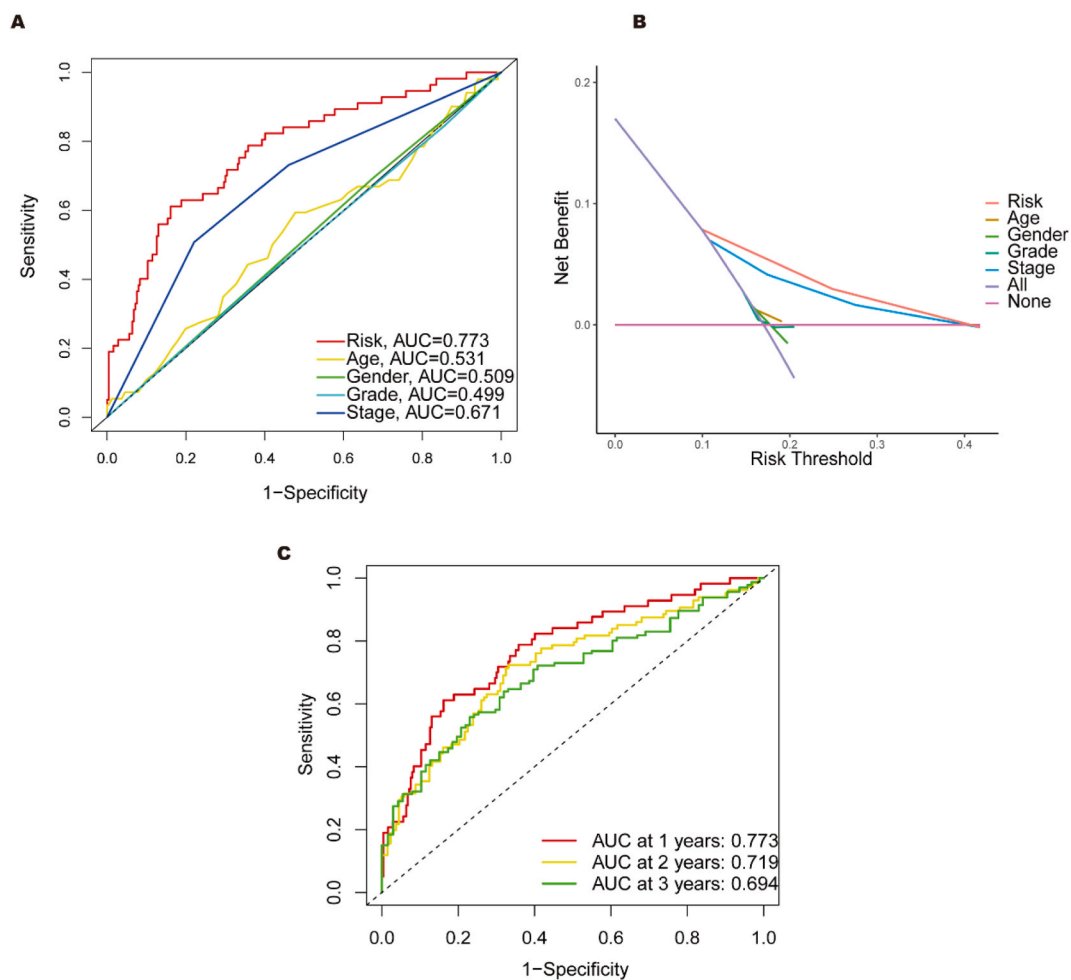 A
B
1.0
0.8
0.6
0.4
0.2
0.0
Sensitivity
Risk, AUC=0.773
Age, AUC=0.531
Gender, AUC=0.509
Grade, AUC=0.499
Stage, AUC=0.671
0.0 0.2 0.4 0.6 0.8 1.0
1−Specificity
0.2
0.1
0.0
Net Benefit
0.0 0.1 0.2 0.3 0.4
Risk Threshold
Risk
Age
Gender
Grade
Stage
All
None
C
1.0
0.8
0.6
0.4
0.2
0.0
Sensitivity
AUC at 1 years: 0.773
AUC at 2 years: 0.719
AUC at 3 years: 0.694
0.0 0.2 0.4 0.6 0.8 1.0
1−Specificity